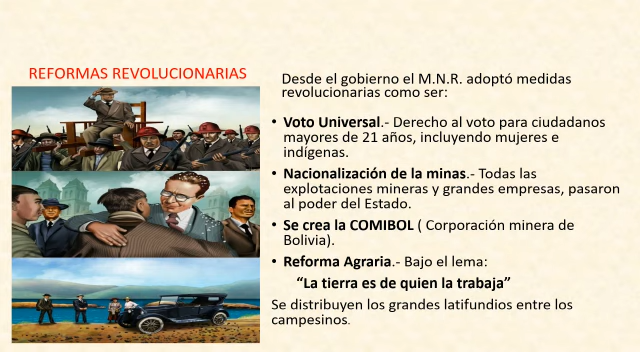 REFORMAS REVOLUCIONARIAS
Desde el gobierno el M.N.R. adoptó medidas
revolucionarias como ser:
• Voto Universal.- Derecho al voto para ciudadanos
mayores de 21 años, incluyendo mujeres e
indígenas.
• Nacionalización de la minas.- Todas las
explotaciones mineras y grandes empresas, pasaron
al poder del Estado.
• Se crea la COMIBOL ( Corporación minera de
Bolivia).
• Reforma Agraria.- Bajo el lema:
“La tierra es de quien la trabaja”
Se distribuyen los grandes latifundios entre los
campesinos.